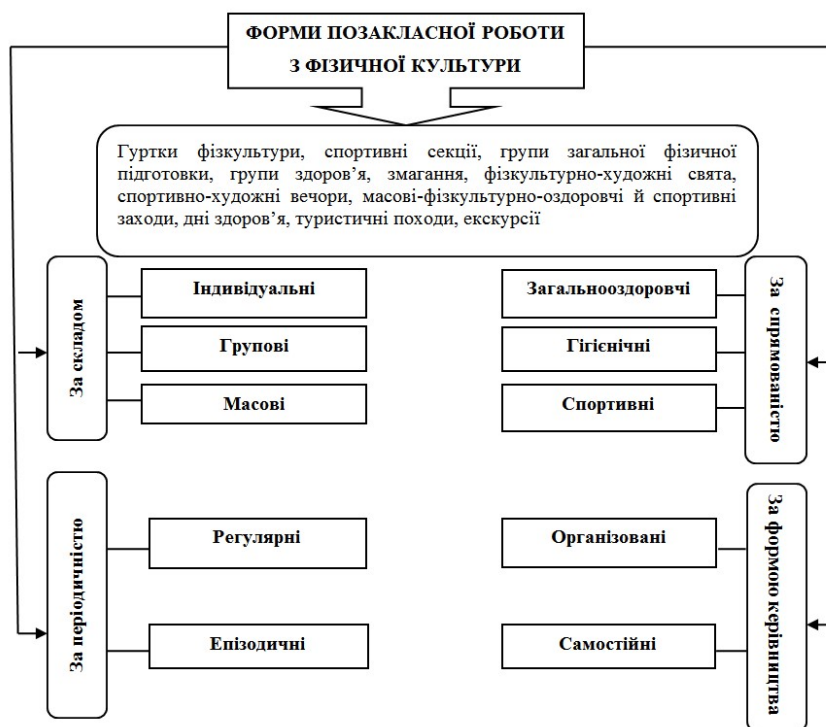 ФОРМИ ПОЗАКЛАСНОЇ РОБОТИ
З ФІЗИЧНОЇ КУЛЬТУРИ
Гуртки фізкультури, спортивні секції, групи загальної фізичної
підготовки, групи здоров’я, змагання, фізкультурно-художні свята,
спортивно-художні вечори, масові-фізкультурно-оздоровчі й спортивні
заходи, дні здоров’я, туристичні походи, екскурсії
За складом
Індивідуальні
Групові
Масові
За спрямованістю
Загальнооздоровчі
Гігієнічні
Спортивні
За періодичністю
Регулярні
Епізодичні
За формою керівництва
Організовані
Самостійні